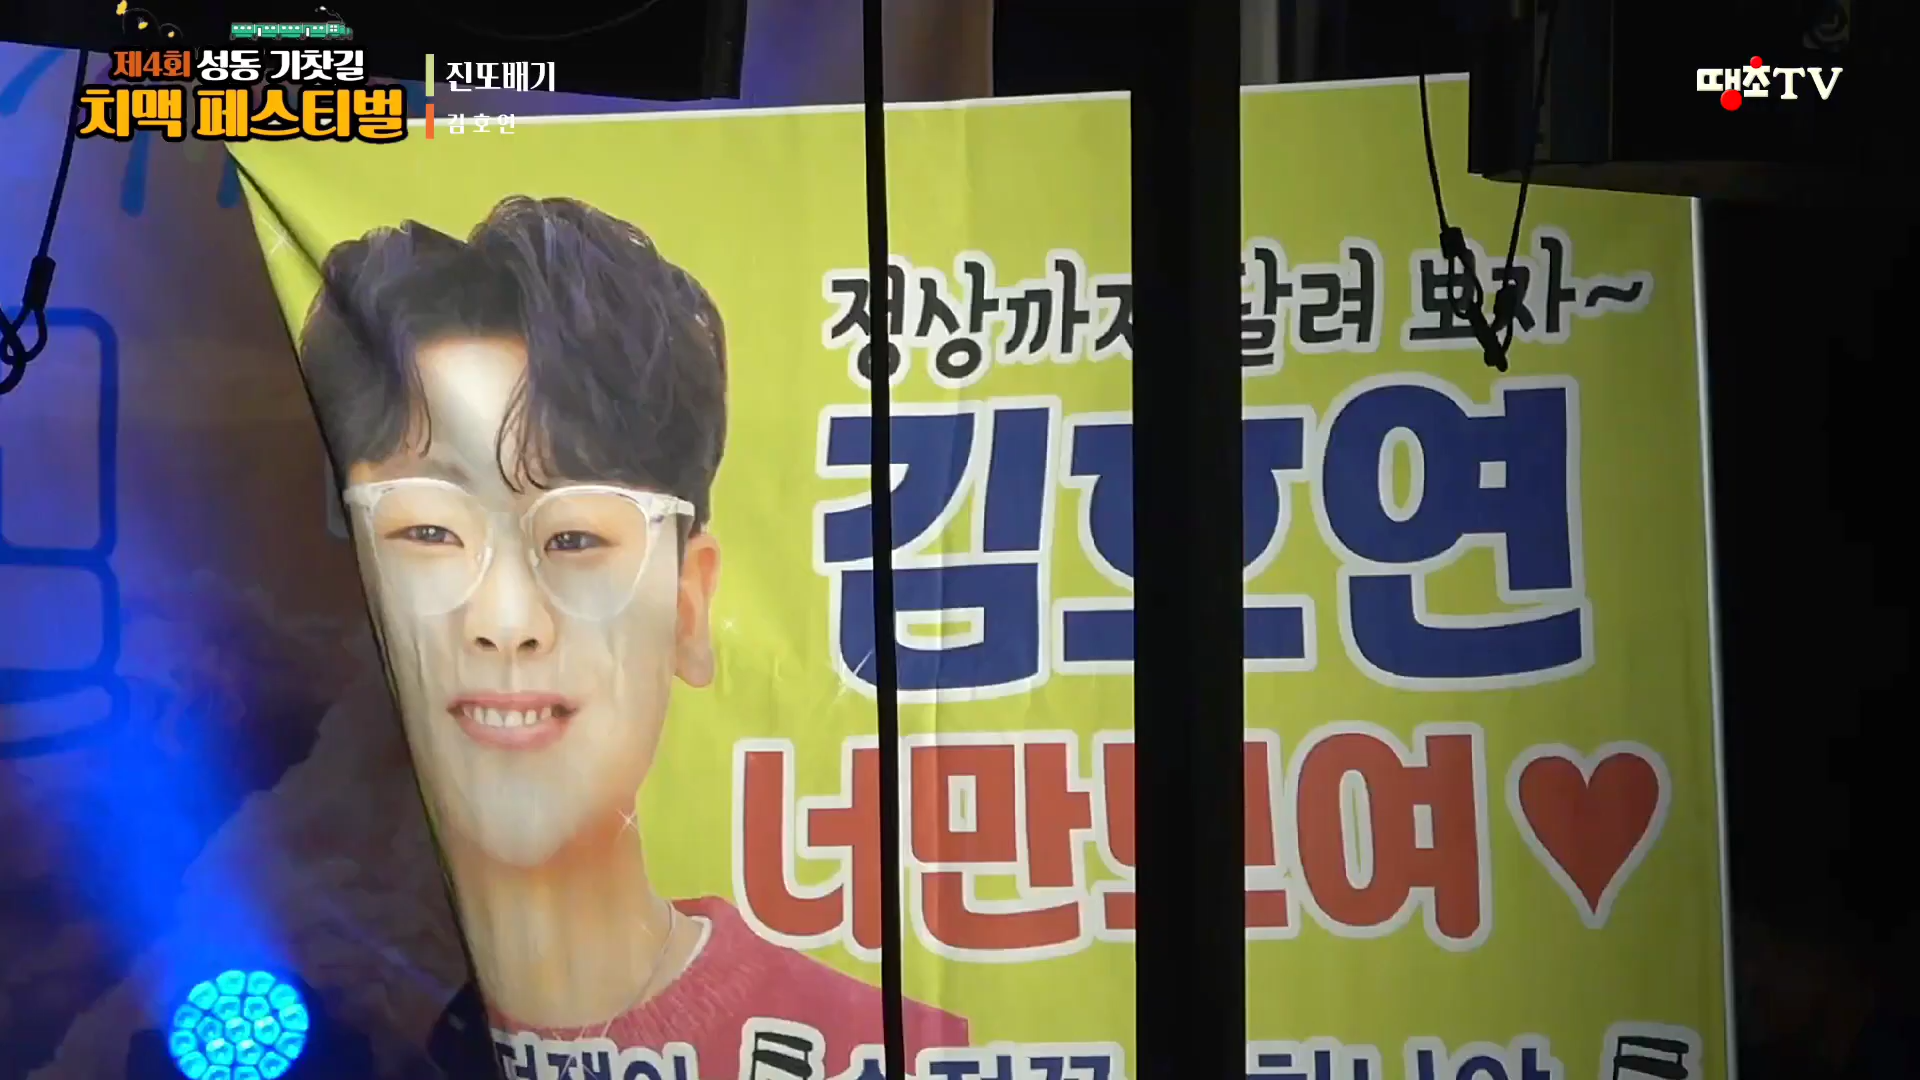 제4회 성동 기찻길
치맥 페스티벌
진또배기
김호연
땡초TV
정상까지 달려 보자~
김호연
너만보여♥